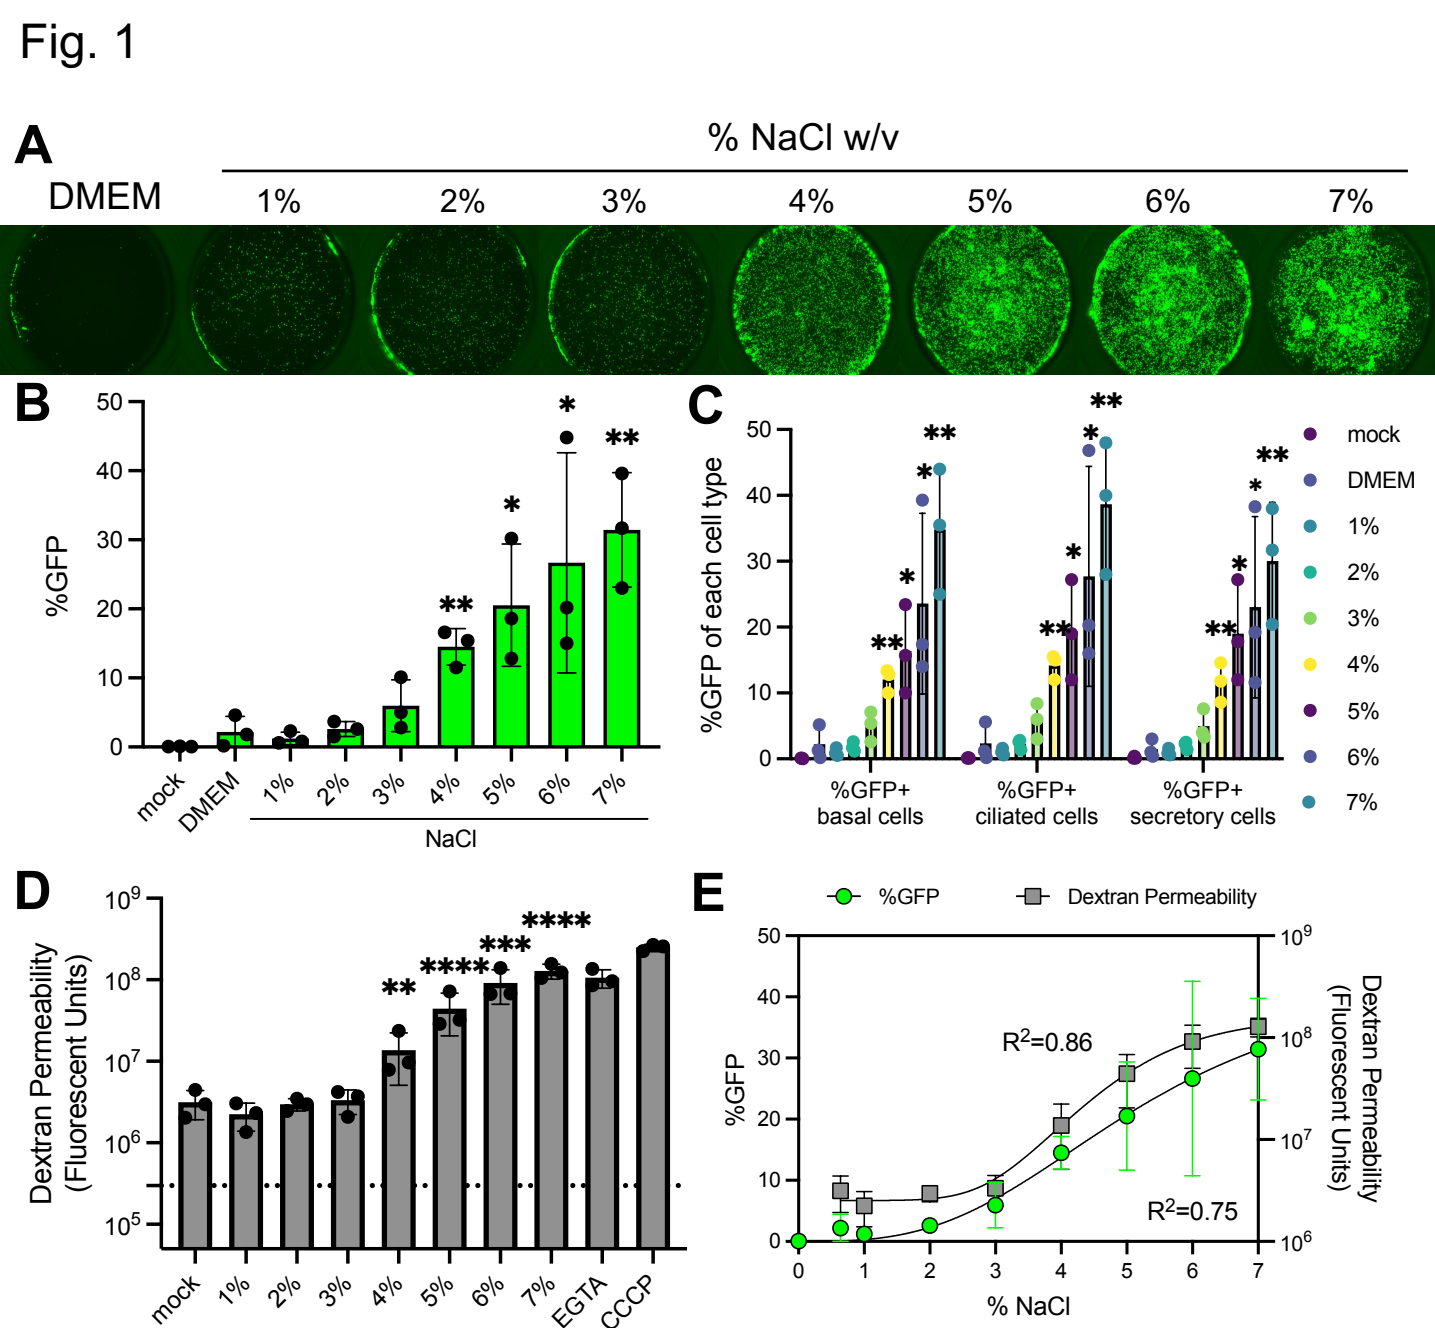 Fig. 1
A
% NaCl w/v
DMEM 1% 2% 3% 4% 5% 6% 7%
B
%GFP
50
40
30
20
10
0
** * * **
mock DMEM 1% 2% 3% 4% 5% 6% 7%
NaCl
C
%GFP of each cell type
50
40
30
20
10
0
** * * **
** * * **
** * * **
%GFP+
basal cells
%GFP+
ciliated cells
%GFP+
secretory cells
mock
DMEM
1%
2%
3%
4%
5%
6%
7%
D
Dextran Permeability
(Fluorescent Units)
10⁹
10⁸
10⁷
10⁶
10⁵
** **** *** ****
mock 1% 2% 3% 4% 5% 6% 7% EGTA CCCP
E
%GFP Dextran Permeability
%GFP
50
40
30
20
10
0
R²=0.86
R²=0.75
10⁹
10⁸
10⁷
10⁶
Dextran Permeability
(Fluorescent Units)
0 1 2 3 4 5 6 7
% NaCl